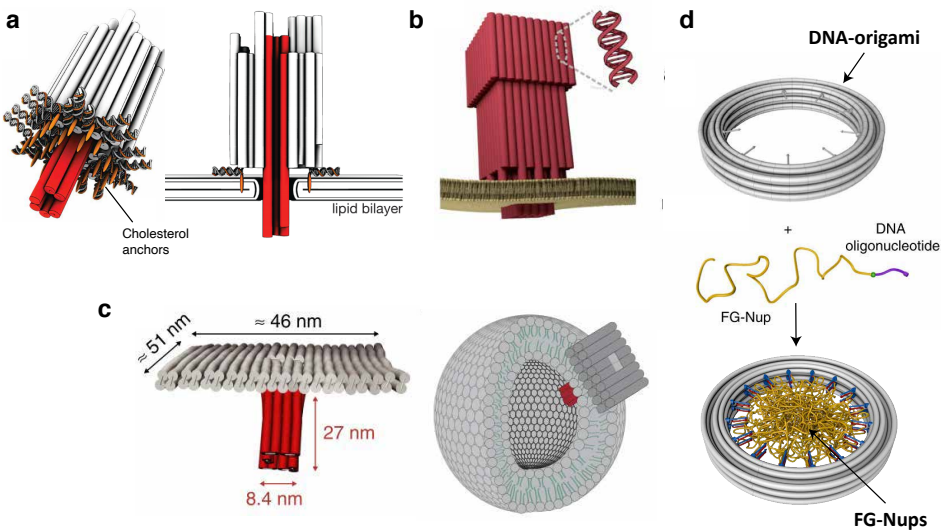 a
lipid bilayer
Cholesterol
anchors
b
c
≈ 51 nm
≈ 46 nm
27 nm
8.4 nm
d
DNA-origami
+
DNA
oligonucleotide
FG-Nup
FG-Nups